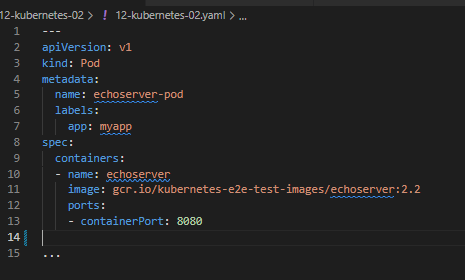 12-kubernetes-02 > ! 12-kubernetes-02.yaml > ...
1 ---
2 apiVersion: v1
3 kind: Pod
4 metadata:
5   name: echoserver-pod
6   labels:
7     app: myapp
8 spec:
9   containers:
10   - name: echoserver
11     image: gcr.io/kubernetes-e2e-test-images/echoserver:2.2
12     ports:
13     - containerPort: 8080
14
15 ...